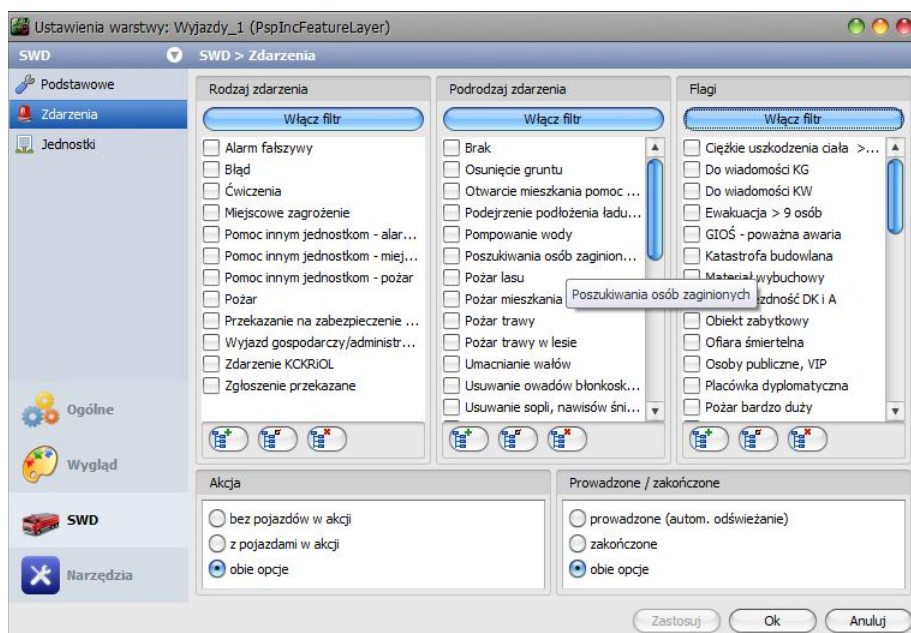 Ustawienia warstwy: Wyjazdy_1 (PspIncFeatureLayer)
SWD
SWD > Zdarzenia
Podstawowe
Zdarzenia
Jednostki
Ogólne
Wygląd
SWD
Narzędzia
Rodzaj zdarzenia
Włącz filtr
Alarm fałszywy
Błąd
Ćwiczenia
Miejscowe zagrożenie
Pomoc innym jednostkom - alar...
Pomoc innym jednostkom - miej...
Pomoc innym jednostkom - pożar
Pożar
Przekazanie na zabezpieczenie ...
Wyjazd gospodarczy/administr...
Zdarzenie KCKRiOL
Zgłoszenie przekazane
Podrodzaj zdarzenia
Włącz filtr
Brak
Osunięcie gruntu
Otwarcie mieszkania pomoc ...
Podejrzenie podłożenia ładu...
Pompowanie wody
Poszukiwania osób zaginion...
Pożar lasu
Pożar mieszkania
Poszukiwania osób zaginionych
Pożar trawy
Pożar trawy w lesie
Umacnianie wałów
Usuwanie owadów błonkosk...
Usuwanie sopli, nawisów śni...
Flagi
Włącz filtr
Ciężkie uszkodzenia ciała >...
Do wiadomości KG
Do wiadomości KW
Ewakuacja > 9 osób
GIOŚ - poważna awaria
Katastrofa budowlana
Materiał wybuchowy
DK i A
Obiekt zabytkowy
Ofiara śmiertelna
Osoby publiczne, VIP
Placówka dyplomatyczna
Pożar bardzo duży
Akcja
bez pojazdów w akcji
z pojazdami w akcji
obie opcje
Prowadzone / zakończone
prowadzone (autom. odświeżanie)
zakończone
obie opcje
Zastosuj
Ok
Anuluj